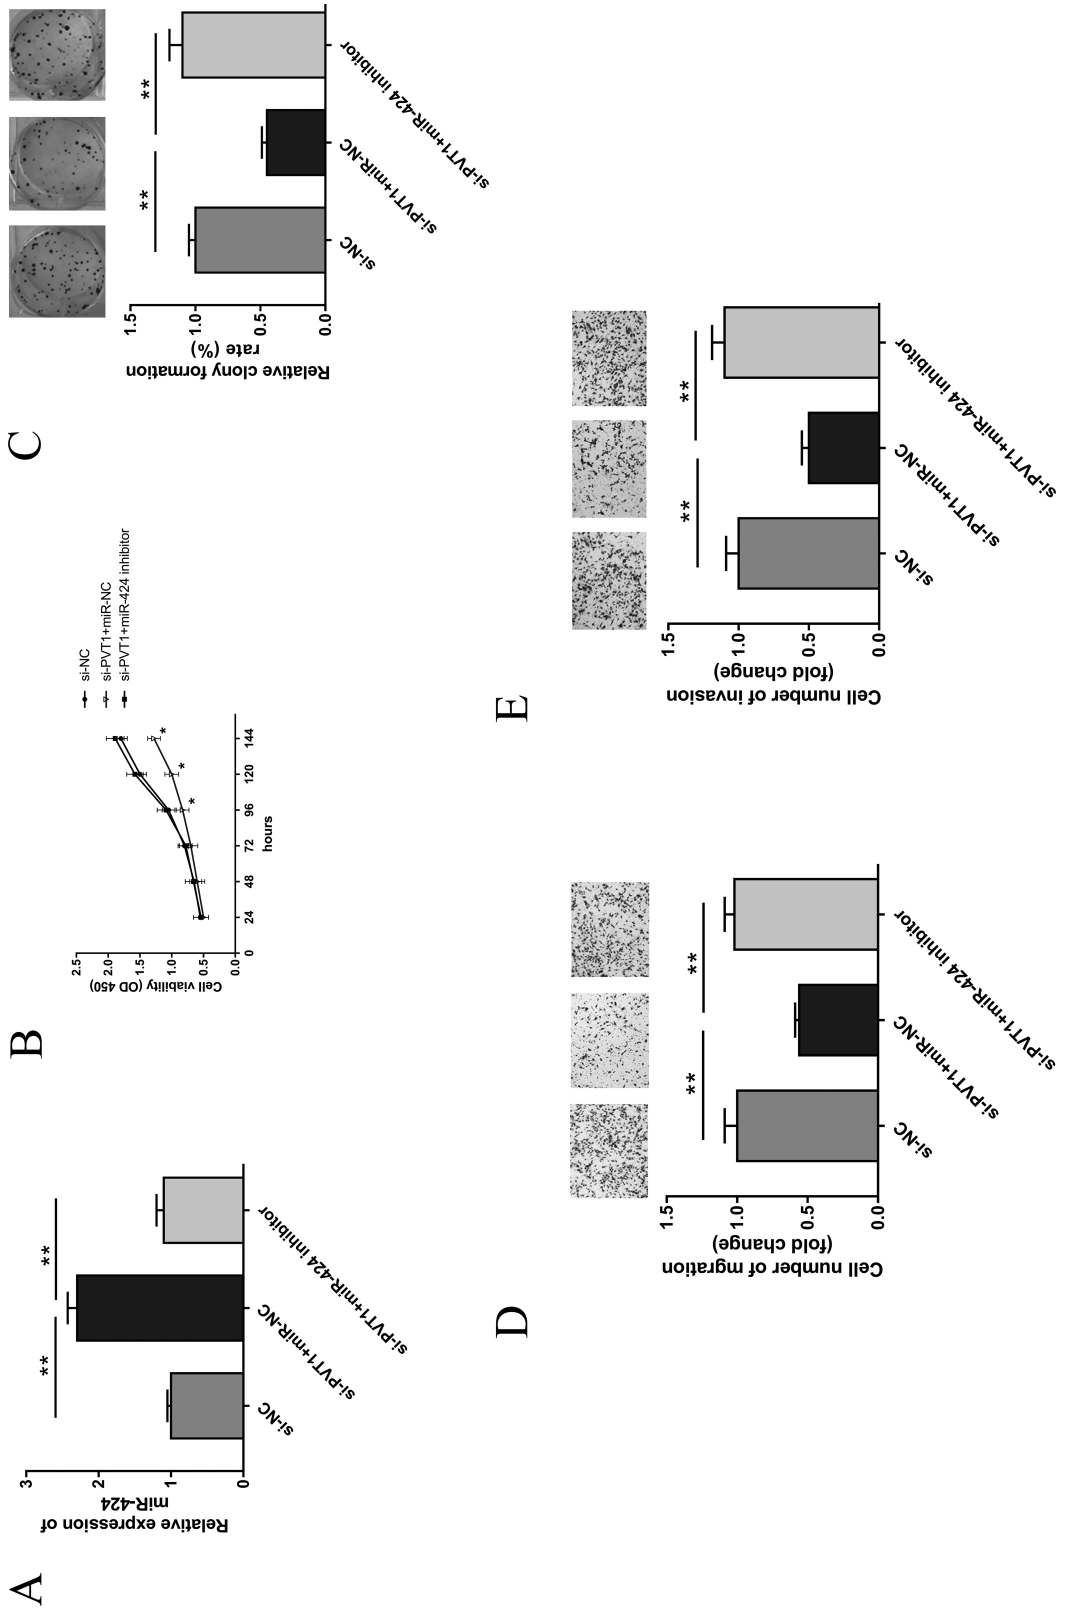 A
Relative expression of
miR-424
3
2
1
0
**
**
si-NC
si-PVT1+miR-NC
si-PVT1+miR-424 inhibitor
B
Cell viability (OD 450)
2.5
2.0
1.5
1.0
0.5
0.0
0
24
48
72
96
120
144
hours
*
*
*
si-NC
si-PVT1+miR-NC
si-PVT1+miR-424 inhibitor
C
Relative clony formation
rate (%)
1.5
1.0
0.5
0.0
**
**
si-NC
si-PVT1+miR-NC
si-PVT1+miR-424 inhibitor
D
Cell number of mgration
(fold change)
1.5
1.0
0.5
0.0
**
**
si-NC
si-PVT1+miR-NC
si-PVT1+miR-424 inhibitor
E
Cell number of invasion
(fold change)
1.5
1.0
0.5
0.0
**
**
si-NC
si-PVT1+miR-NC
si-PVT1+miR-424 inhibitor